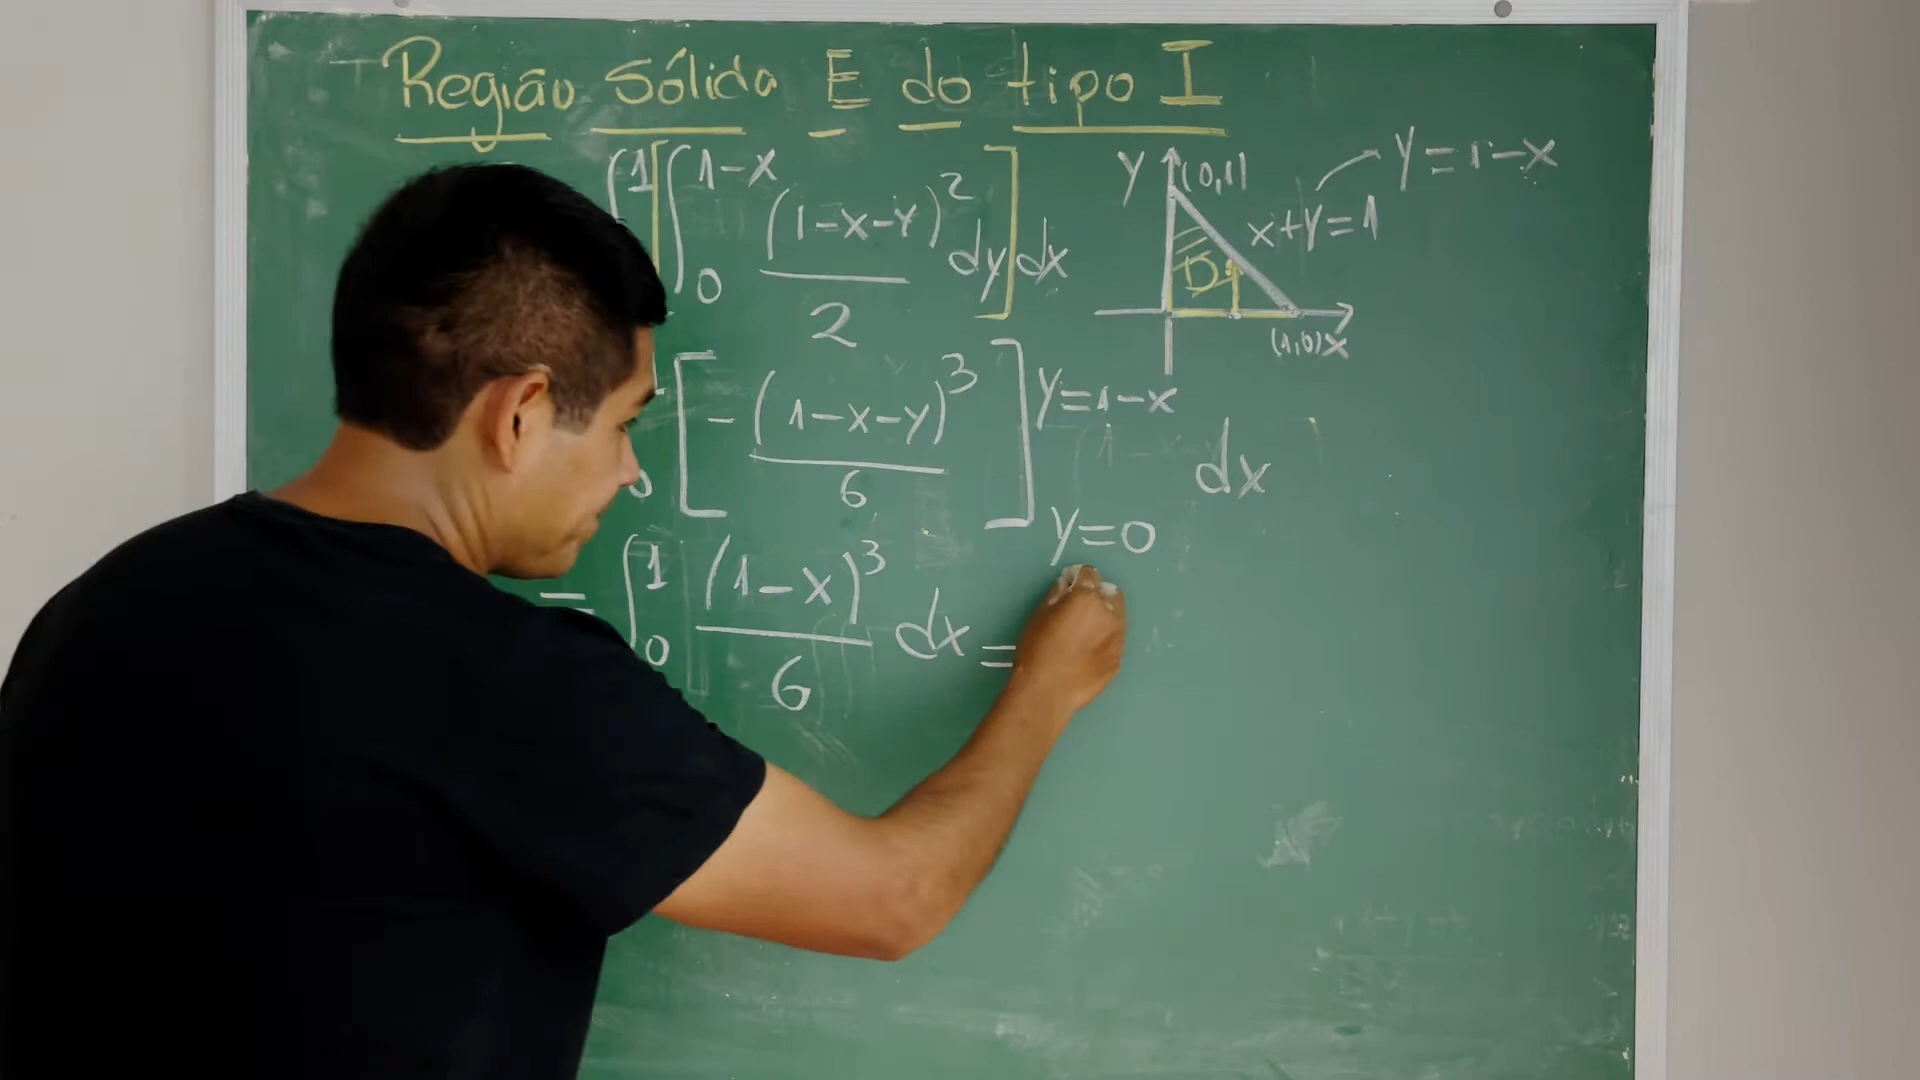 Região Sólida E do tipo I
∫₀¹ [∫₀^{1-x} (1-x-y)²/2 dy] dx
[-(1-x-y)³/6]
y=1-x
y=0
dx
= ∫₀¹ (1-x)³/6 dx =
y
(0,1)
y=1-x
x+y=1
D
(1,0)
x